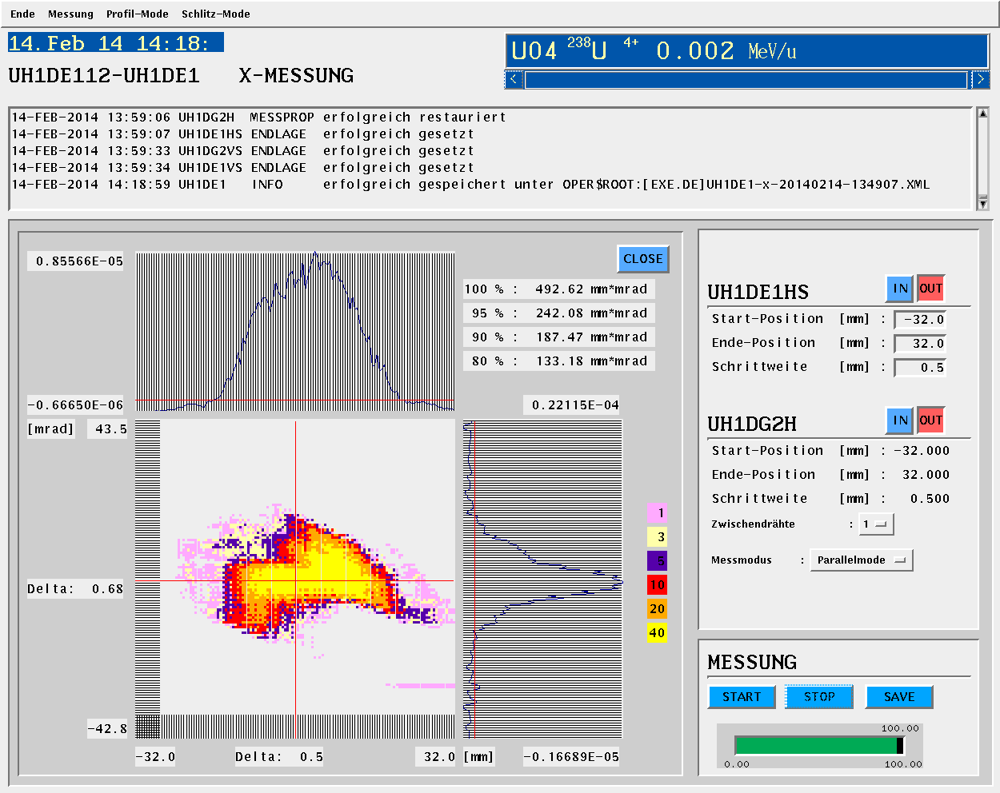 Ende Messung Profil-Mode Schlitz-Mode
14.Feb 14 14:18:
U04 238U 4+ 0.002 MeV/u
UH1DE112-UH1DE1 X-MESSUNG
14-FEB-2014 13:59:06 UH1DG2H MESSPROP erfolgreich restauriert
14-FEB-2014 13:59:07 UH1DE1HS ENDLAGE erfolgreich gesetzt
14-FEB-2014 13:59:33 UH1DG2VS ENDLAGE erfolgreich gesetzt
14-FEB-2014 13:59:34 UH1DE1VS ENDLAGE erfolgreich gesetzt
14-FEB-2014 14:18:59 UH1DE1 INFO erfolgreich gespeichert unter OPER$ROOT:[EXE.DE]UH1DE1-x-20140214-134907.XML
0.85566E-05
CLOSE
100 % : 492.62 mm*mrad
95 % : 242.08 mm*mrad
90 % : 187.47 mm*mrad
80 % : 133.18 mm*mrad
-0.66650E-06
0.22115E-04
[mrad] 43.5
1
3
5
10
20
40
Delta: 0.68
-42.8
-32.0 Delta: 0.5 32.0 [mm] -0.16689E-05
UH1DE1HS IN OUT
Start-Position [mm] : -32.0
Ende-Position [mm] : 32.0
Schrittweite [mm] : 0.5
UH1DG2H IN OUT
Start-Position [mm] : -32.000
Ende-Position [mm] : 32.000
Schrittweite [mm] : 0.500
Zwischendrähte : 1
Messmodus : Parallelmode
MESSUNG
START STOP SAVE
100.00
0.00 100.00